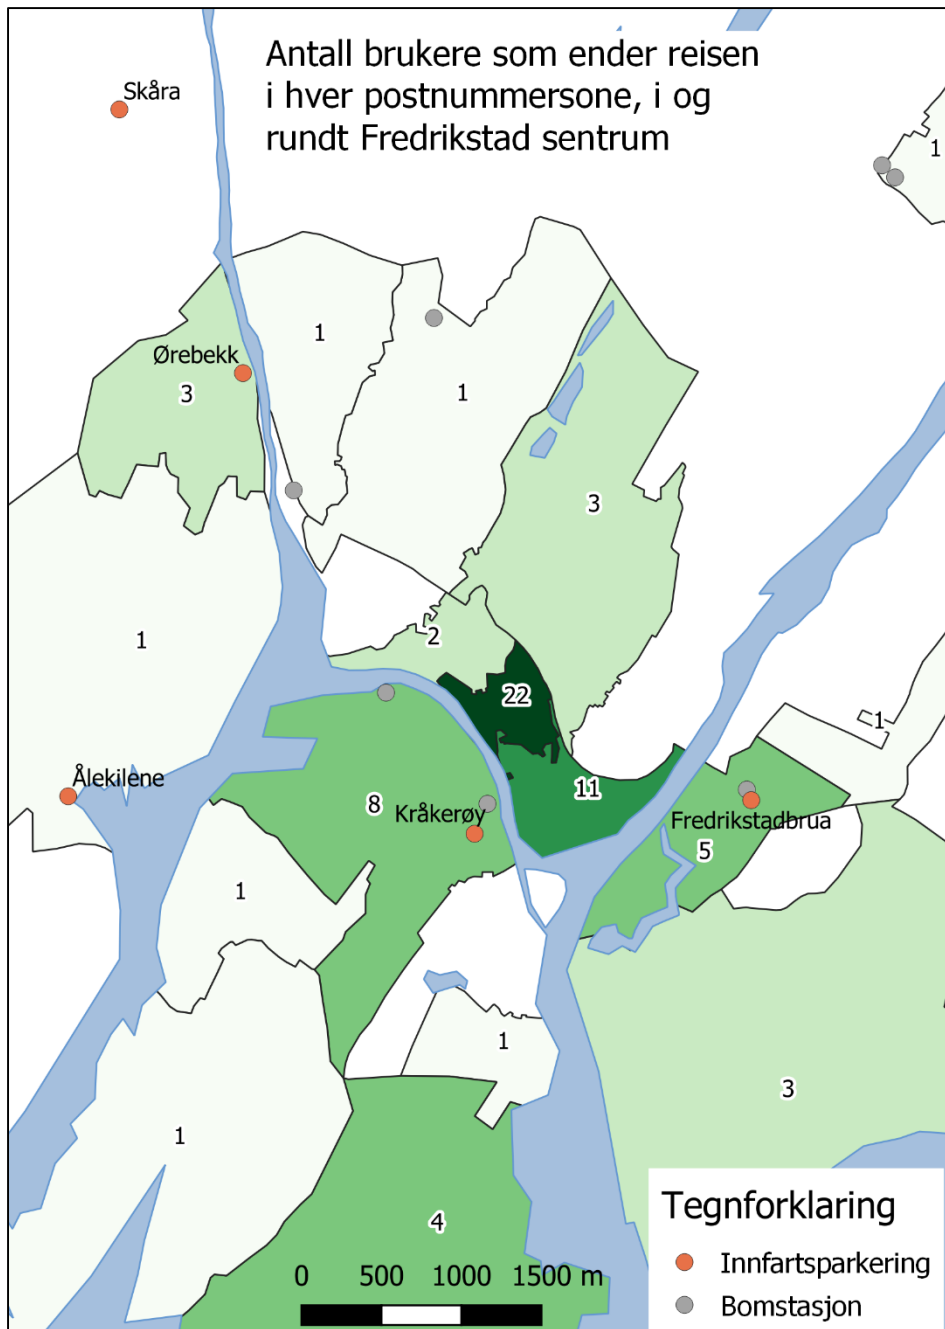 Antall brukere som ender reisen
i hver postnummersone, i og
rundt Fredrikstad sentrum
Skåra
1
1
Ørebekk
3
1
3
2
1
22
1
Ålekilene
8
11
Kråkerøy
Fredrikstadbrua
5
1
1
3
1
4
Tegnforklaring
0 500 1000 1500 m
Innfartsparkering
Bomstasjon